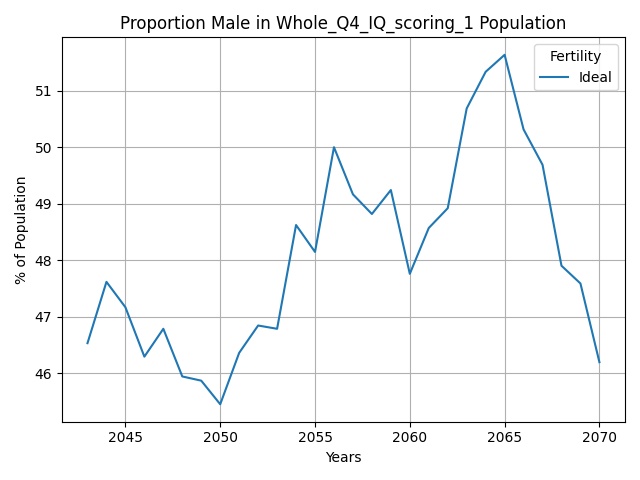 Proportion Male in Whole_Q4_IQ_scoring_1 Population
Fertility
Ideal
51
50
49
48
47
46
% of Population
2045 2050 2055 2060 2065 2070
Years